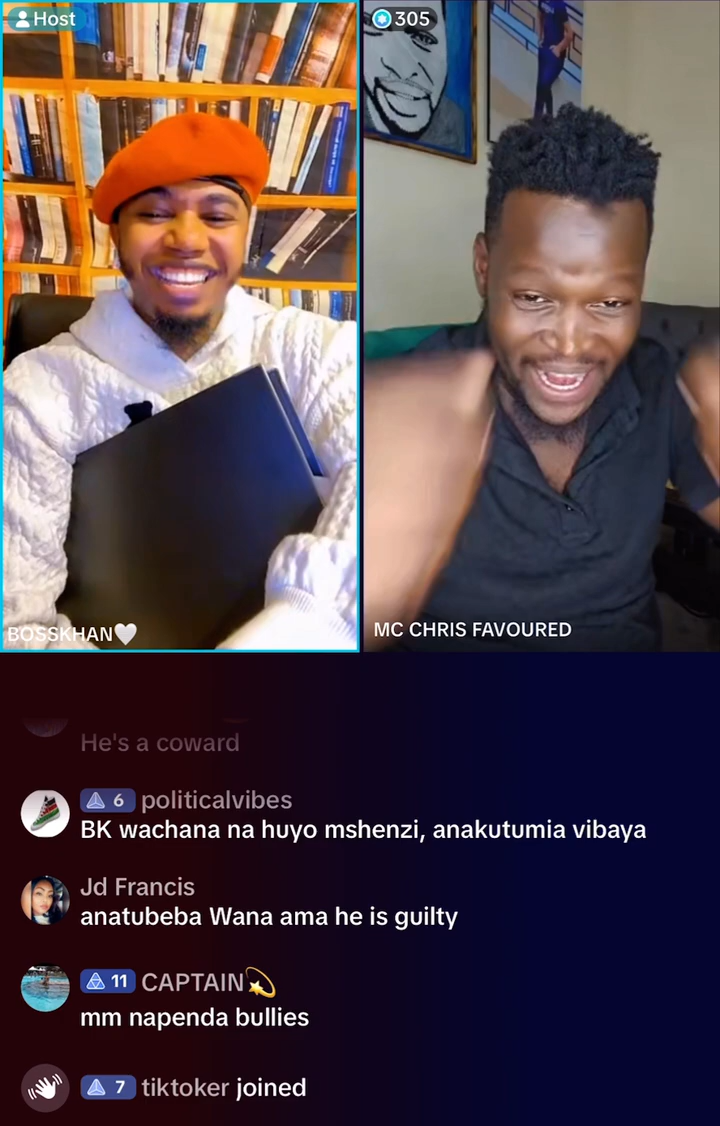 Host
305
BOSSKHAN🤍
MC CHRIS FAVOURED
He's a coward
6 politicalvibes
BK wachana na huyo mshenzi, anakutumia vibaya
Jd Francis
anatubeba Wana ama he is guilty
11 CAPTAIN💫
mm napenda bullies
7 tiktoker joined